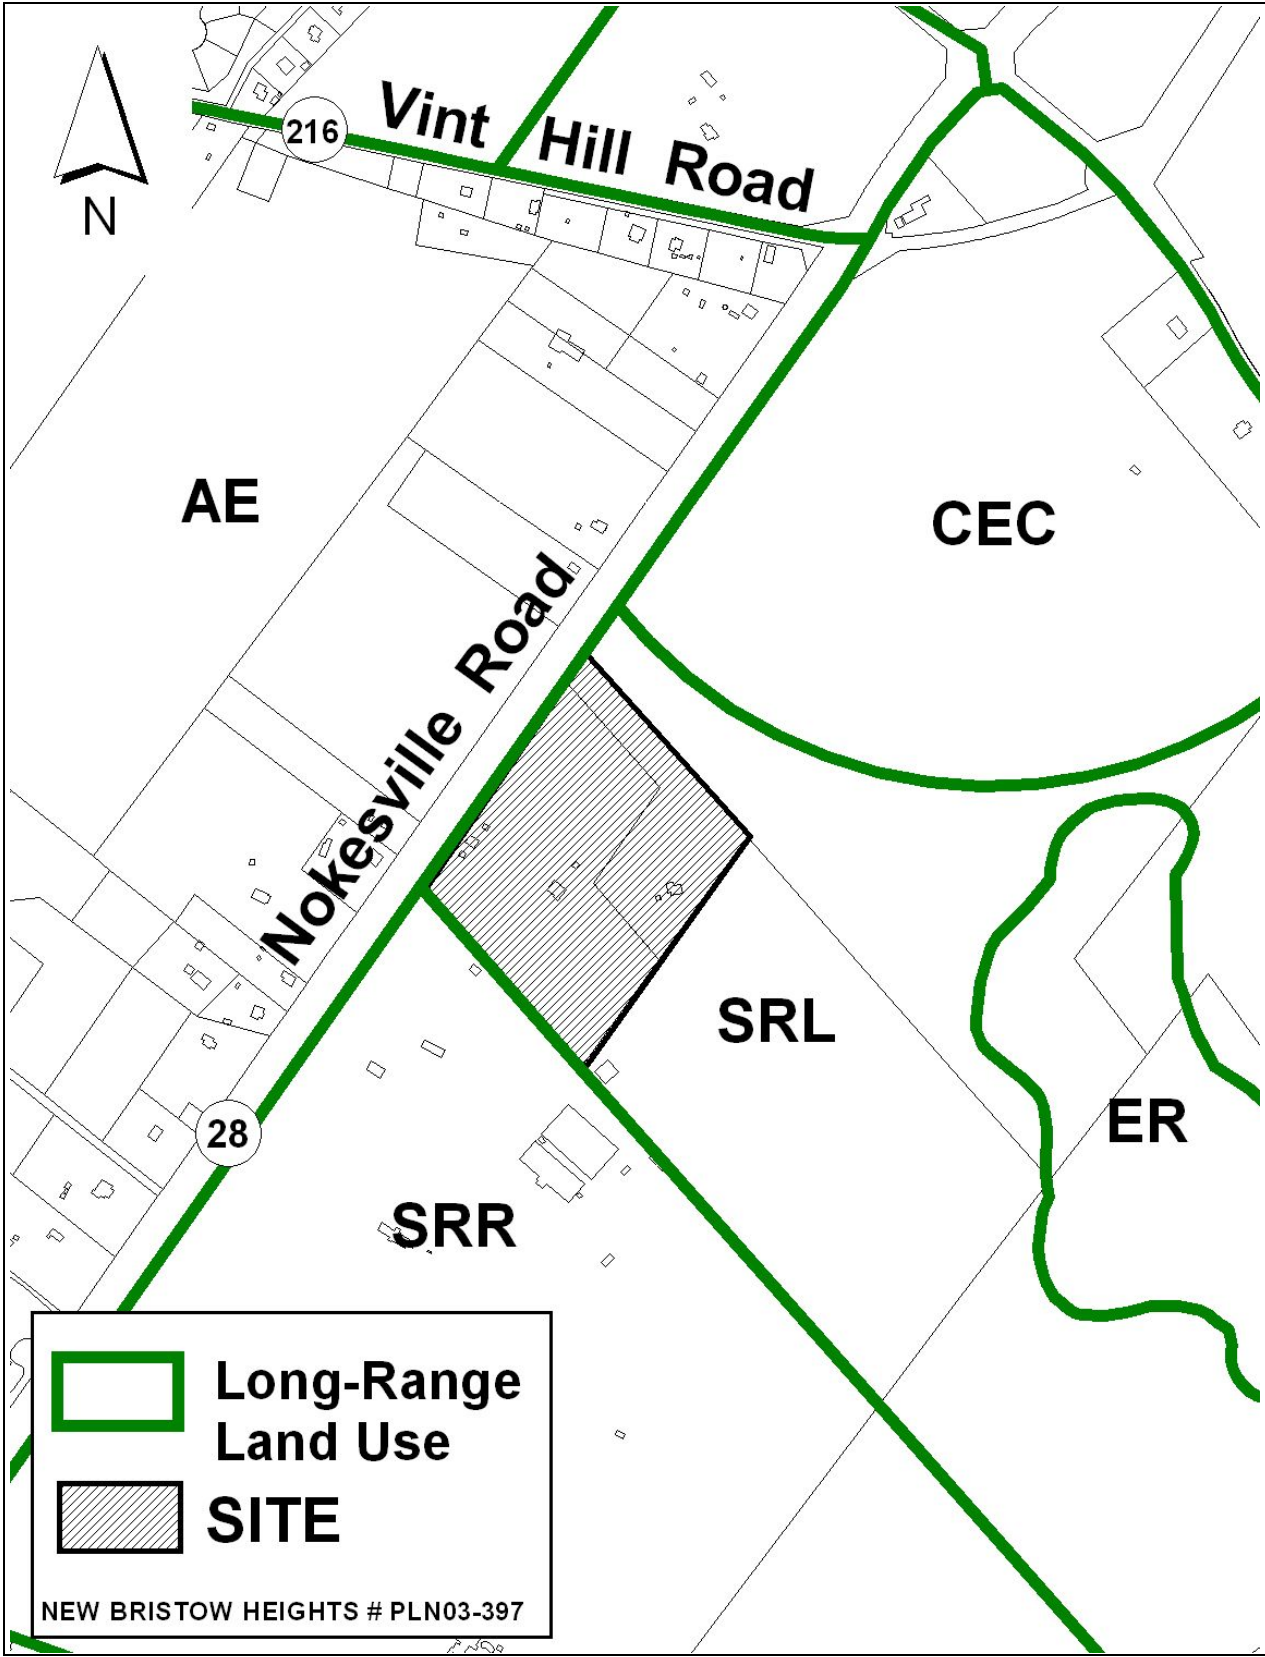 216
Vint Hill Road
N
AE
CEC
Nokesville Road
SRL
ER
28
SRR
Long-Range
Land Use
SITE
NEW BRISTOW HEIGHTS # PLN03-397